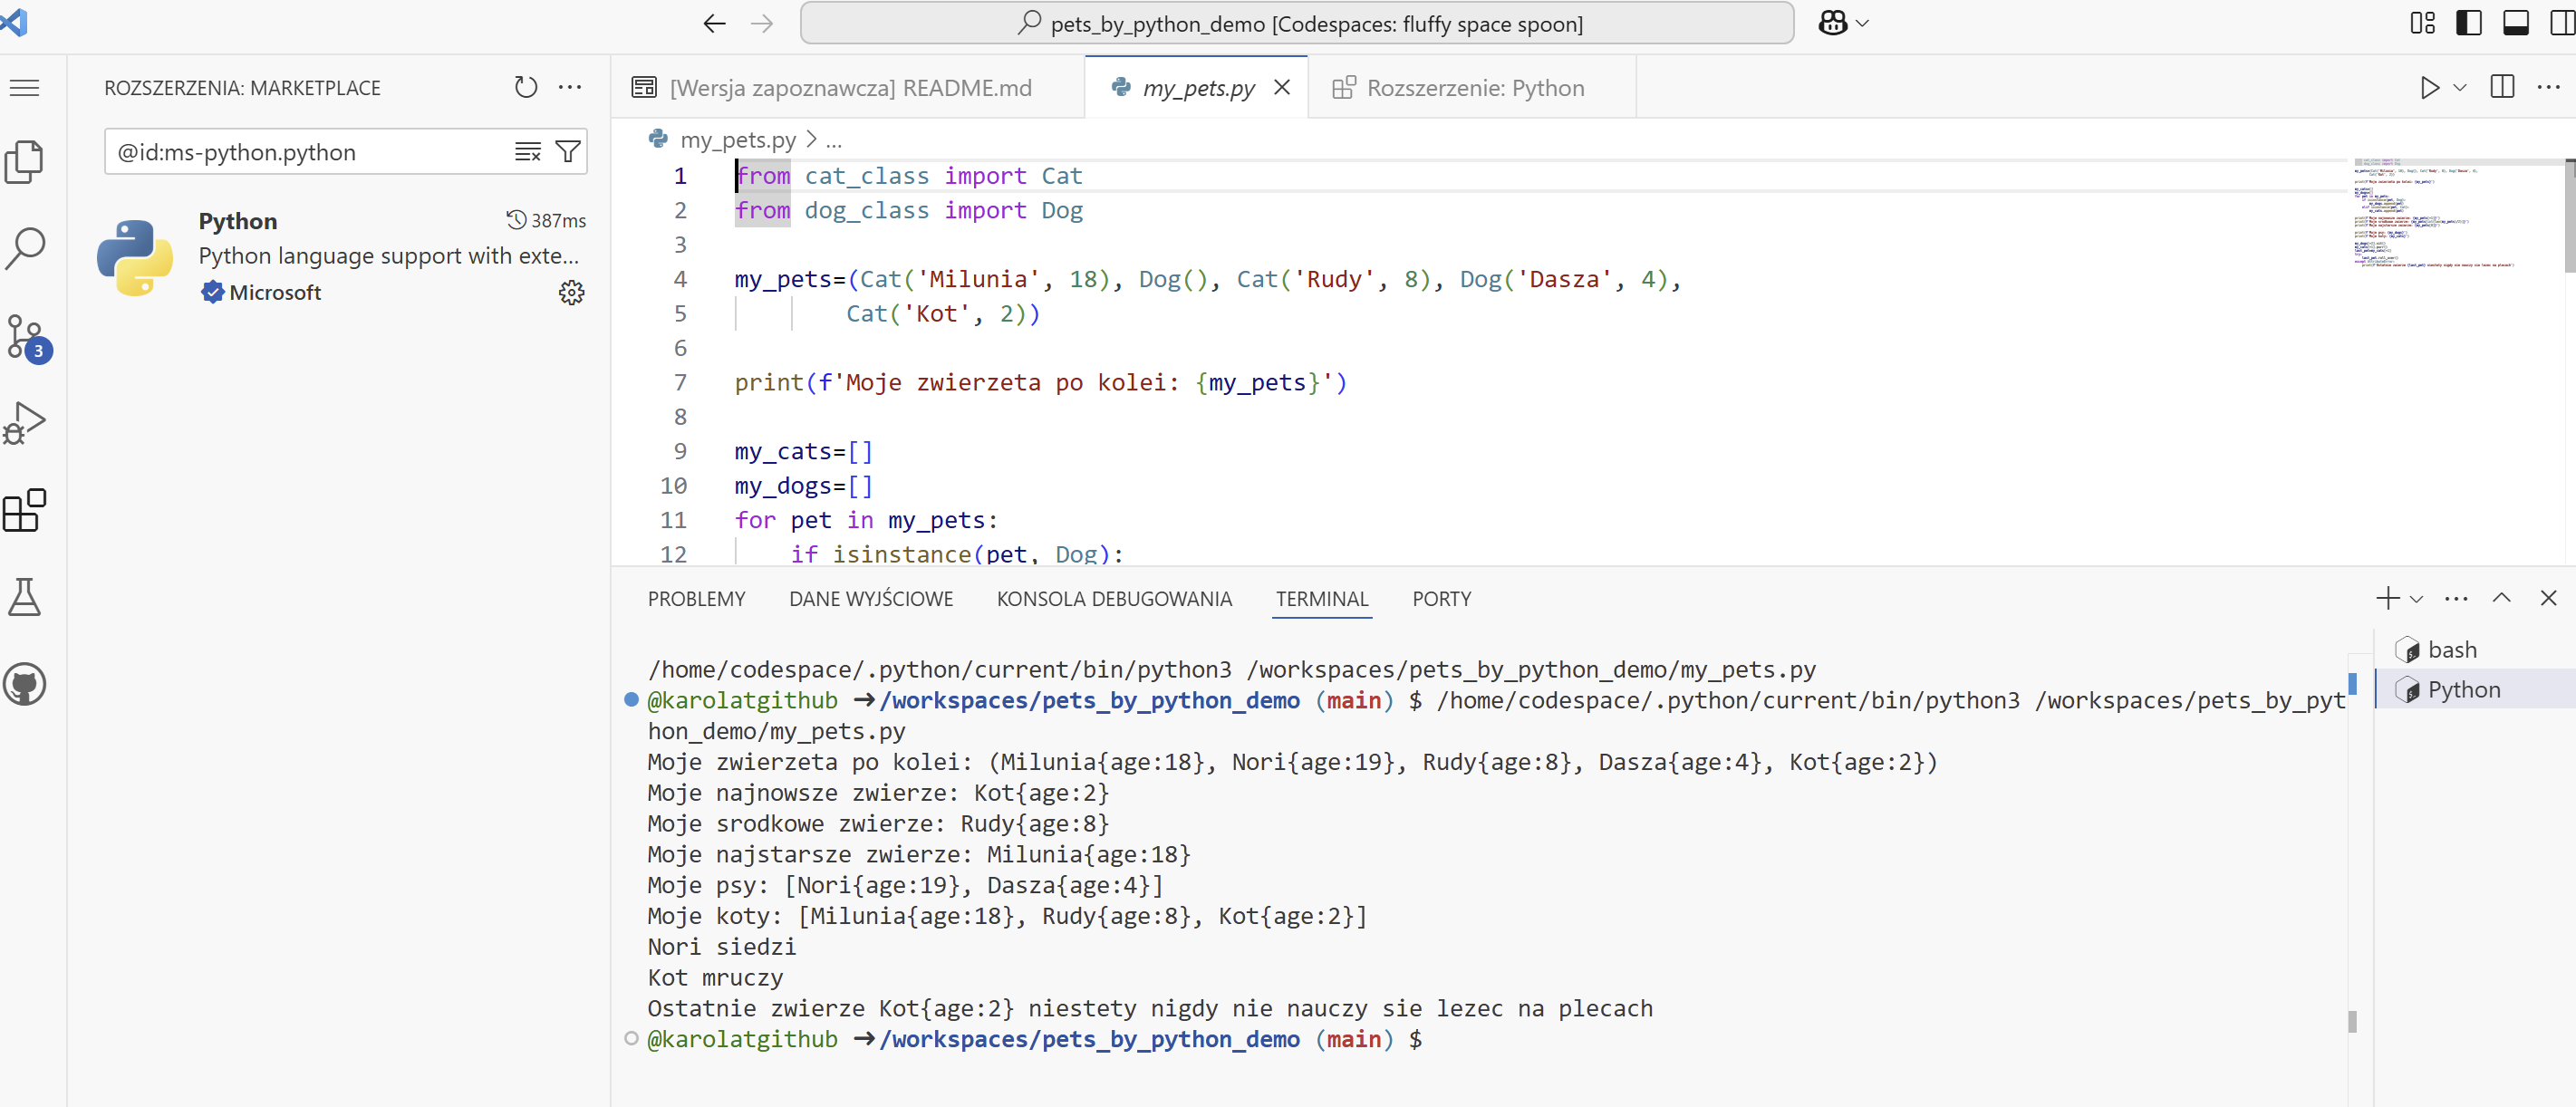 pets_by_python_demo [Codespaces: fluffy space spoon]
ROZSZERZENIA: MARKETPLACE
@id:ms-python.python
Python
387ms
Python language support with exte...
Microsoft
3
[Wersja zapoznawcza] README.md
my_pets.py
Rozszerzenie: Python
my_pets.py > ...
1 from cat_class import Cat
2 from dog_class import Dog
3
4 my_pets=(Cat('Milunia', 18), Dog(), Cat('Rudy', 8), Dog('Dasza', 4),
5 Cat('Kot', 2))
6
7 print(f'Moje zwierzeta po kolei: {my_pets}')
8
9 my_cats=[]
10 my_dogs=[]
11 for pet in my_pets:
12 if isinstance(pet, Dog):
PROBLEMY DANE WYJŚCIOWE KONSOLA DEBUGOWANIA TERMINAL PORTY
/home/codespace/.python/current/bin/python3 /workspaces/pets_by_python_demo/my_pets.py
@karolatgithub ➜/workspaces/pets_by_python_demo (main) $ /home/codespace/.python/current/bin/python3 /workspaces/pets_by_pyt
hon_demo/my_pets.py
Moje zwierzeta po kolei: (Milunia{age:18}, Nori{age:19}, Rudy{age:8}, Dasza{age:4}, Kot{age:2})
Moje najnowsze zwierze: Kot{age:2}
Moje srodkowe zwierze: Rudy{age:8}
Moje najstarsze zwierze: Milunia{age:18}
Moje psy: [Nori{age:19}, Dasza{age:4}]
Moje koty: [Milunia{age:18}, Rudy{age:8}, Kot{age:2}]
Nori siedzi
Kot mruczy
Ostatnie zwierze Kot{age:2} niestety nigdy nie nauczy sie lezec na plecach
@karolatgithub ➜/workspaces/pets_by_python_demo (main) $
bash
Python